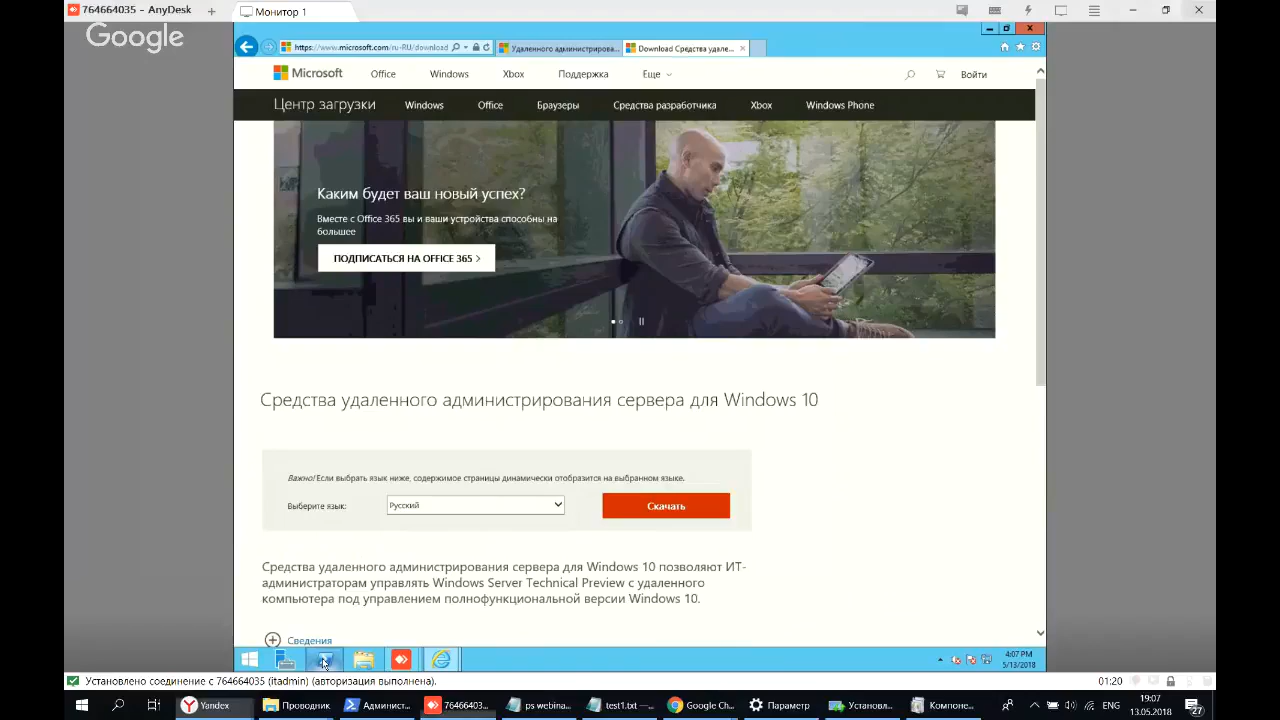 764664035 - AnyDesk
Монитор 1
Google
https://www.microsoft.com/ru-RU/download
Удаленного администрирова...
Download Средства удале...
Microsoft
Office
Windows
Xbox
Поддержка
Еще
Войти
Центр загрузки
Windows
Office
Браузеры
Средства разработчика
Xbox
Windows Phone
Каким будет ваш новый успех?
Вместе с Office 365 вы и ваши устройства способны на
большее
ПОДПИСАТЬСЯ НА OFFICE 365
Средства удаленного администрирования сервера для Windows 10
Важно! Если выбрать язык ниже, содержимое страницы динамически отобразится на выбранном языке.
Выберите язык:
Русский
Скачать
Средства удаленного администрирования сервера для Windows 10 позволяют ИТ-
администраторам управлять Windows Server Technical Preview с удаленного
компьютера под управлением полнофункциональной версии Windows 10.
Сведения
4:07 PM
5/13/2018
Установлено соединение с 764664035 (itadmin) (авторизация выполнена).
01:20
Yandex
Проводник
Админист...
76466403...
ps webina...
test1.txt —...
Google Ch...
Параметр
Установл...
Компоне...
ENG
19:07
13.05.2018
27